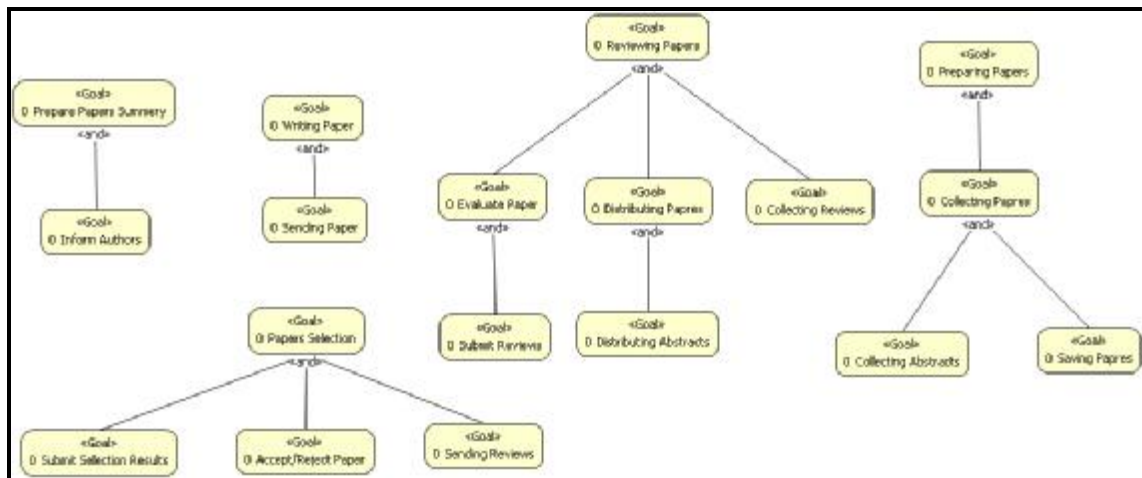 «Goal»
0 Reviewing Papers
«and»
«Goal»
0 Preparing Papers
«and»
«Goal»
0 Prepare Papers Summery
«and»
«Goal»
0 Writing Paper
«and»
«Goal»
0 Evaluate Paper
«and»
«Goal»
0 Distributing Papres
«and»
«Goal»
0 Collecting Reviews
«Goal»
0 Collecting Papres
«and»
«Goal»
0 Inform Authors
«Goal»
0 Sending Paper
«Goal»
0 Papers Selection
«and»
«Goal»
0 Submit Reviews
«Goal»
0 Distributing Abstracts
«Goal»
0 Collecting Abstracts
«Goal»
0 Saving Papres
«Goal»
0 Submit Selection Results
«Goal»
0 Accept/Reject Paper
«Goal»
0 Sending Reviews